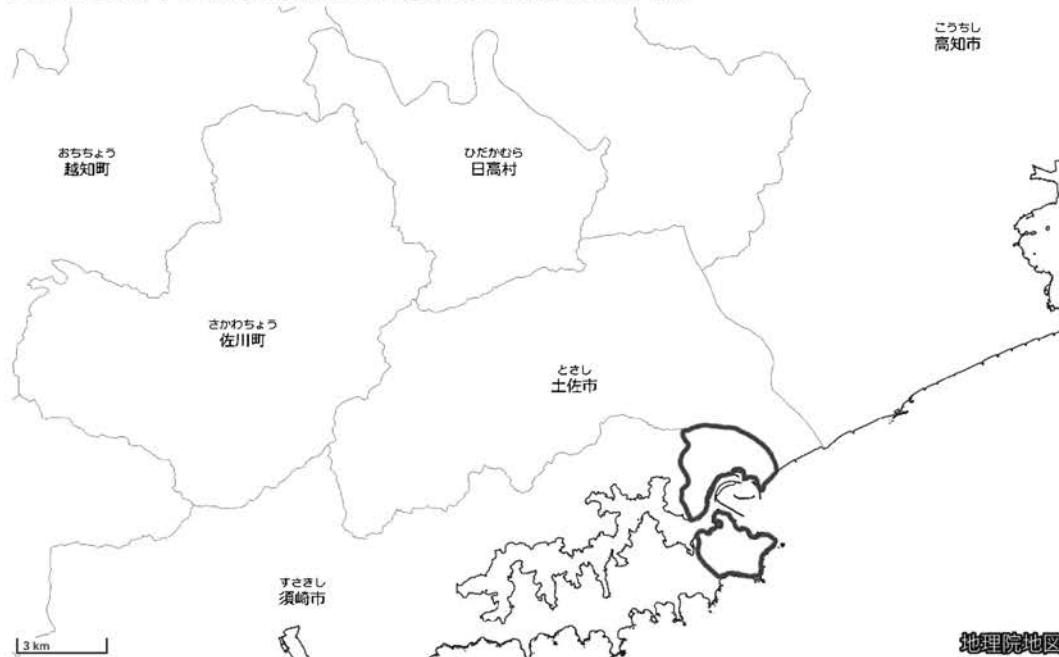 こうちし
高知市
おちちょう
越知町
ひだかむら
日高村
さかわちょう
佐川町
とさし
土佐市
すさきし
須崎市
3 km
地理院地図